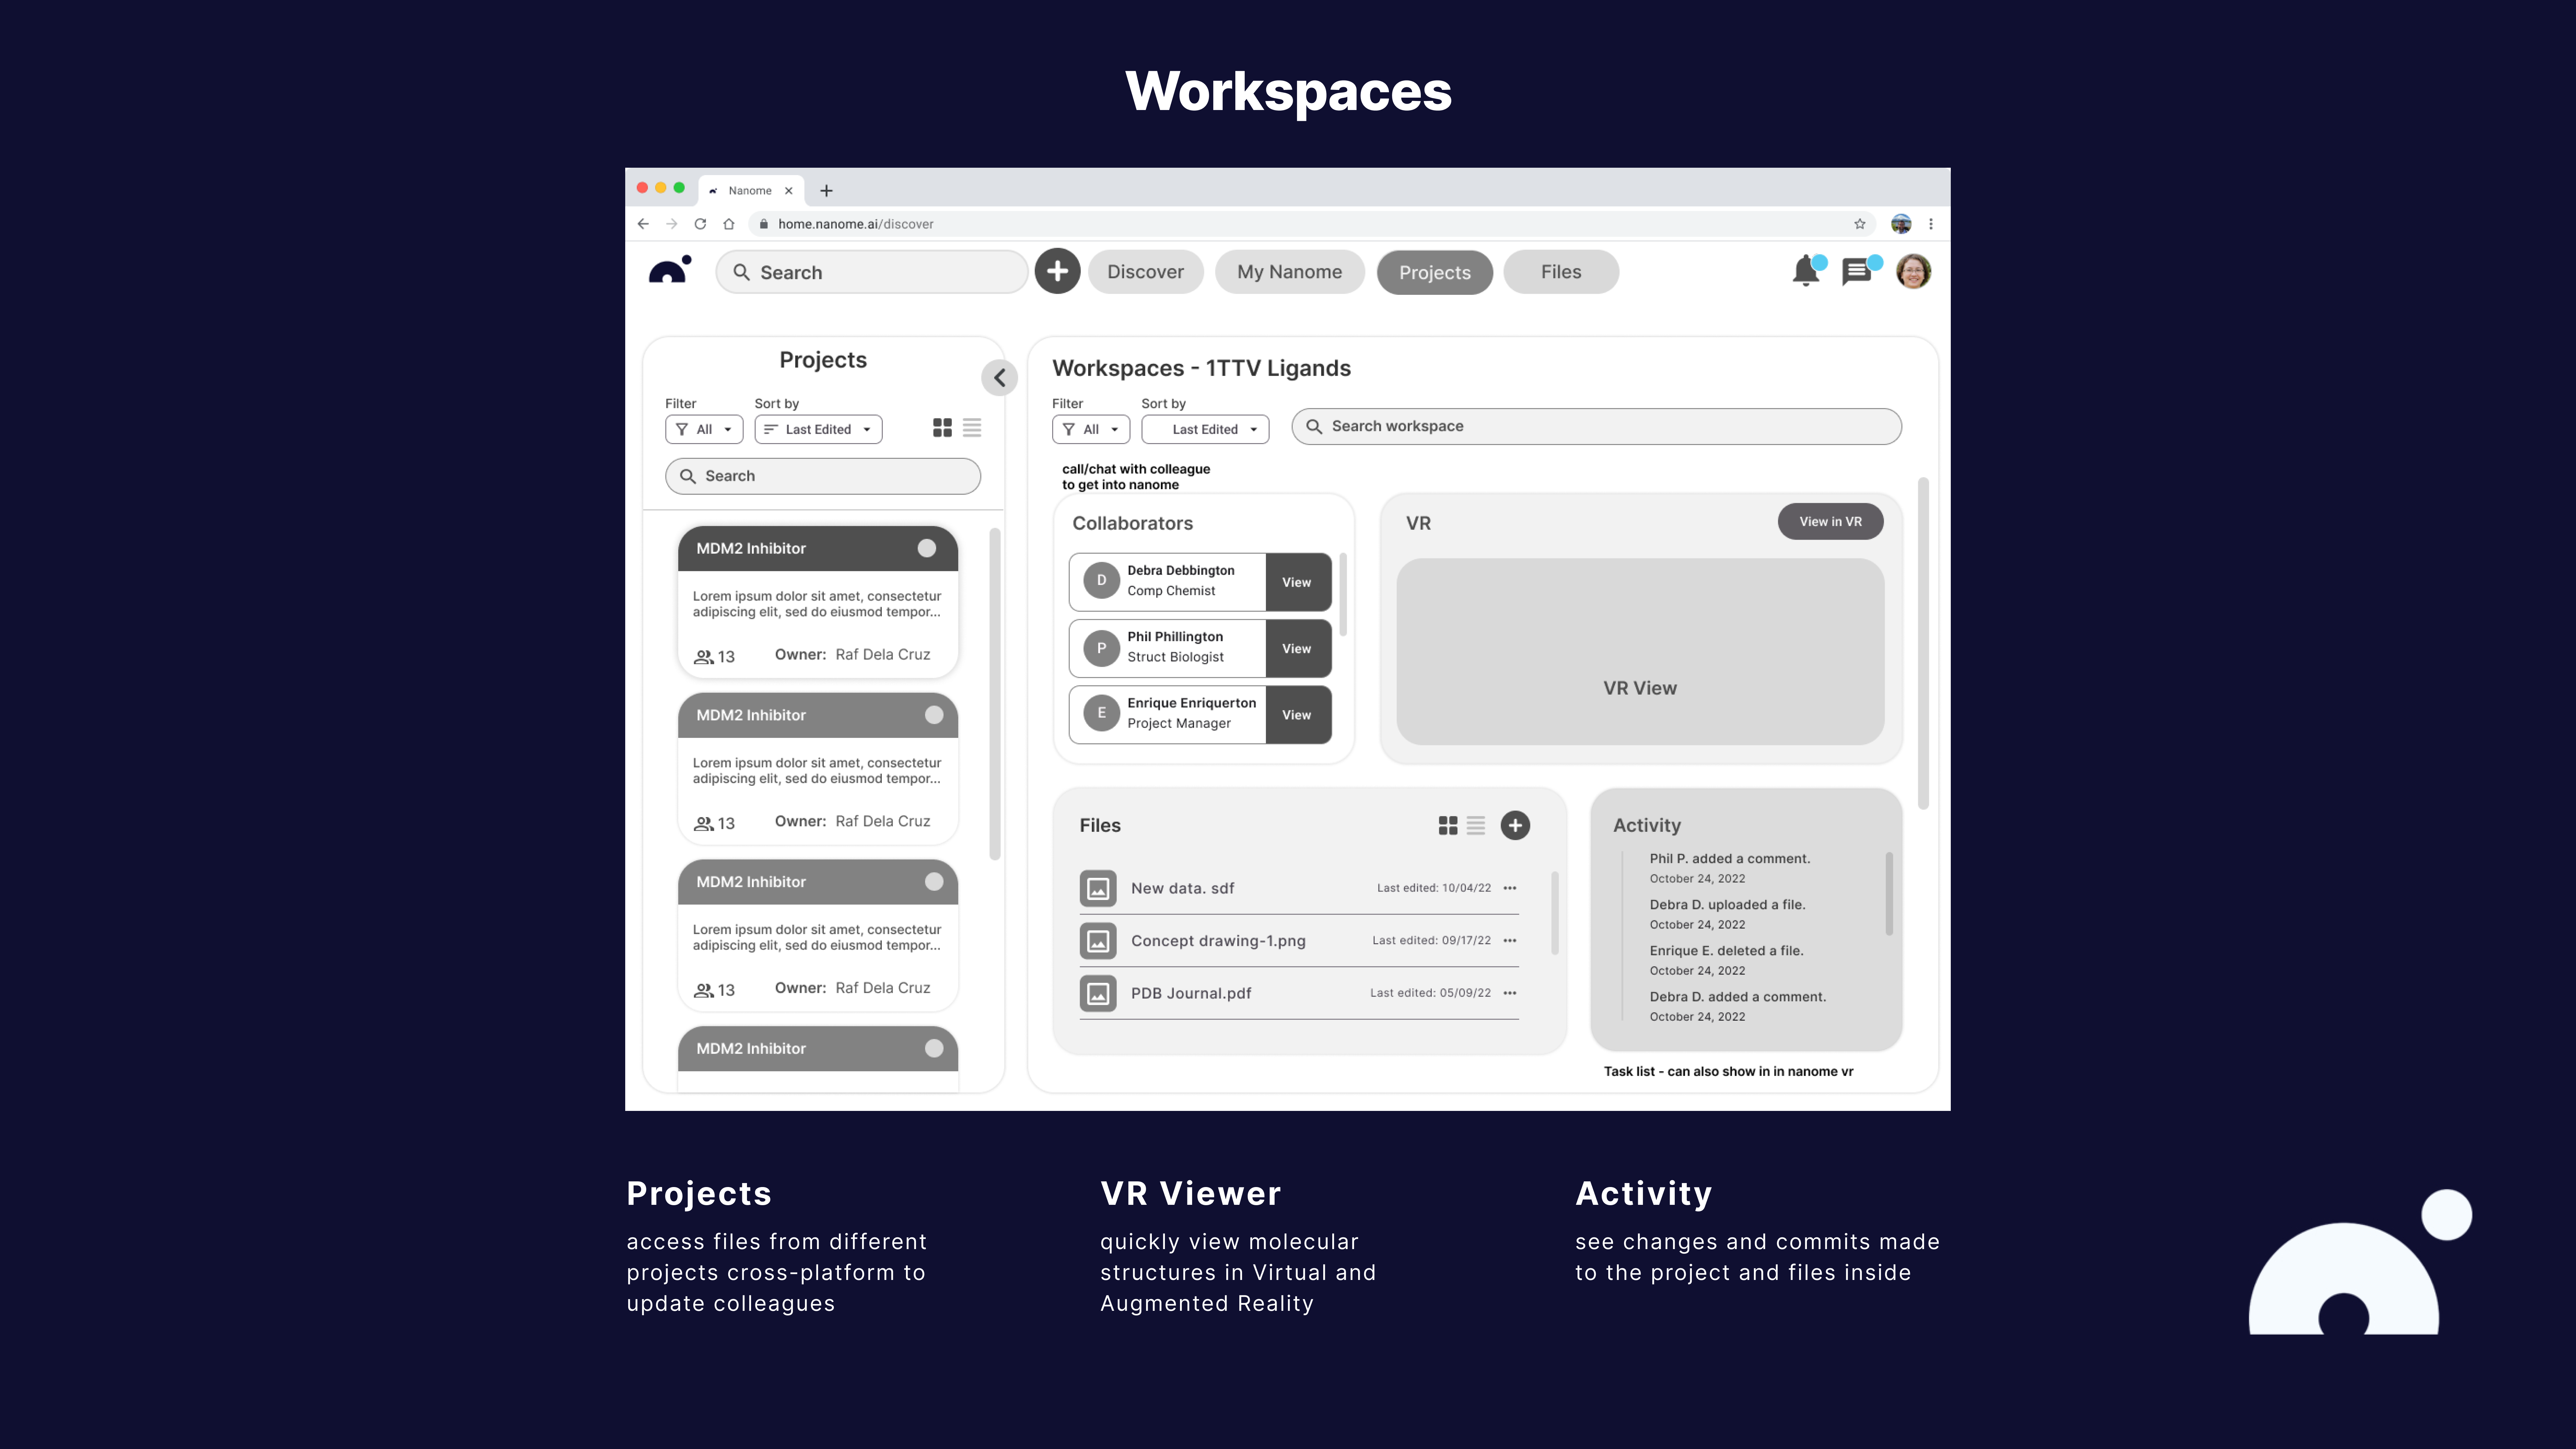 Workspaces
Nanome
home.nanome.ai/discover
Search
Discover
My Nanome
Projects
Files
Projects
Filter
Sort by
All
Last Edited
Search
MDM2 Inhibitor
Lorem ipsum dolor sit amet, consectetur
adipiscing elit, sed do eiusmod tempor...
13
Owner: Raf Dela Cruz
MDM2 Inhibitor
Lorem ipsum dolor sit amet, consectetur
adipiscing elit, sed do eiusmod tempor...
13
Owner: Raf Dela Cruz
MDM2 Inhibitor
Lorem ipsum dolor sit amet, consectetur
adipiscing elit, sed do eiusmod tempor...
13
Owner: Raf Dela Cruz
MDM2 Inhibitor
Workspaces - 1TTV Ligands
Filter
Sort by
All
Last Edited
Search workspace
call/chat with colleague
to get into nanome
Collaborators
D
Debra Debbington
Comp Chemist
View
P
Phil Phillington
Struct Biologist
View
E
Enrique Enriquerton
Project Manager
View
VR
View in VR
VR View
Files
New data. sdf
Last edited: 10/04/22
Concept drawing-1.png
Last edited: 09/17/22
PDB Journal.pdf
Last edited: 05/09/22
Activity
Phil P. added a comment.
October 24, 2022
Debra D. uploaded a file.
October 24, 2022
Enrique E. deleted a file.
October 24, 2022
Debra D. added a comment.
October 24, 2022
Task list - can also show in in nanome vr
Projects
access files from different
projects cross-platform to
update colleagues
VR Viewer
quickly view molecular
structures in Virtual and
Augmented Reality
Activity
see changes and commits made
to the project and files inside